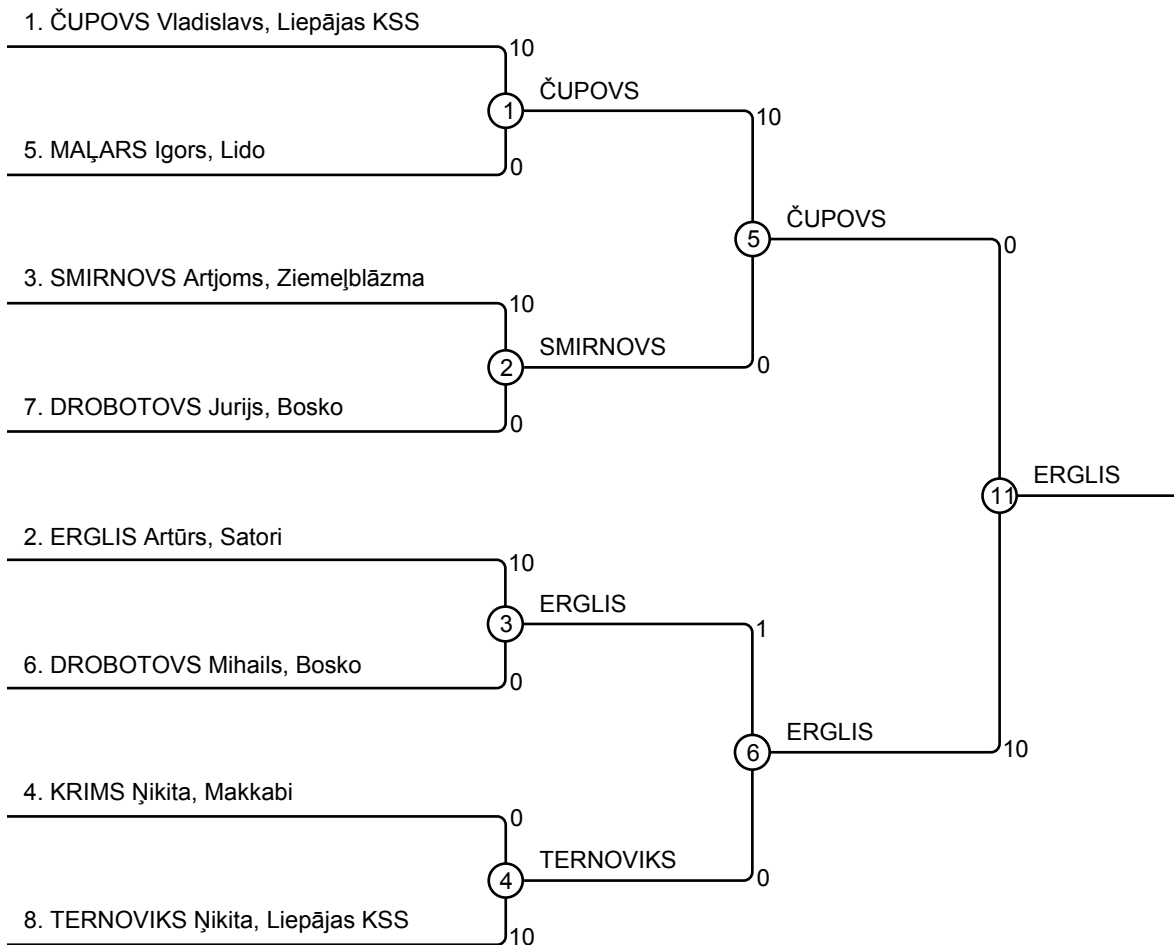 1. ČUPOVS Vladislavs, Liepājas KSS
10
1
ČUPOVS
10
5. MAĻARS Igors, Lido
0
5
ČUPOVS
0
3. SMIRNOVS Artjoms, Ziemeļblāzma
10
2
SMIRNOVS
0
7. DROBOTOVS Jurijs, Bosko
0
11
ERGLIS
2. ERGLIS Artūrs, Satori
10
3
ERGLIS
1
6. DROBOTOVS Mihails, Bosko
0
6
ERGLIS
10
4. KRIMS Ņikita, Makkabi
0
4
TERNOVIKS
0
8. TERNOVIKS Ņikita, Liepājas KSS
10